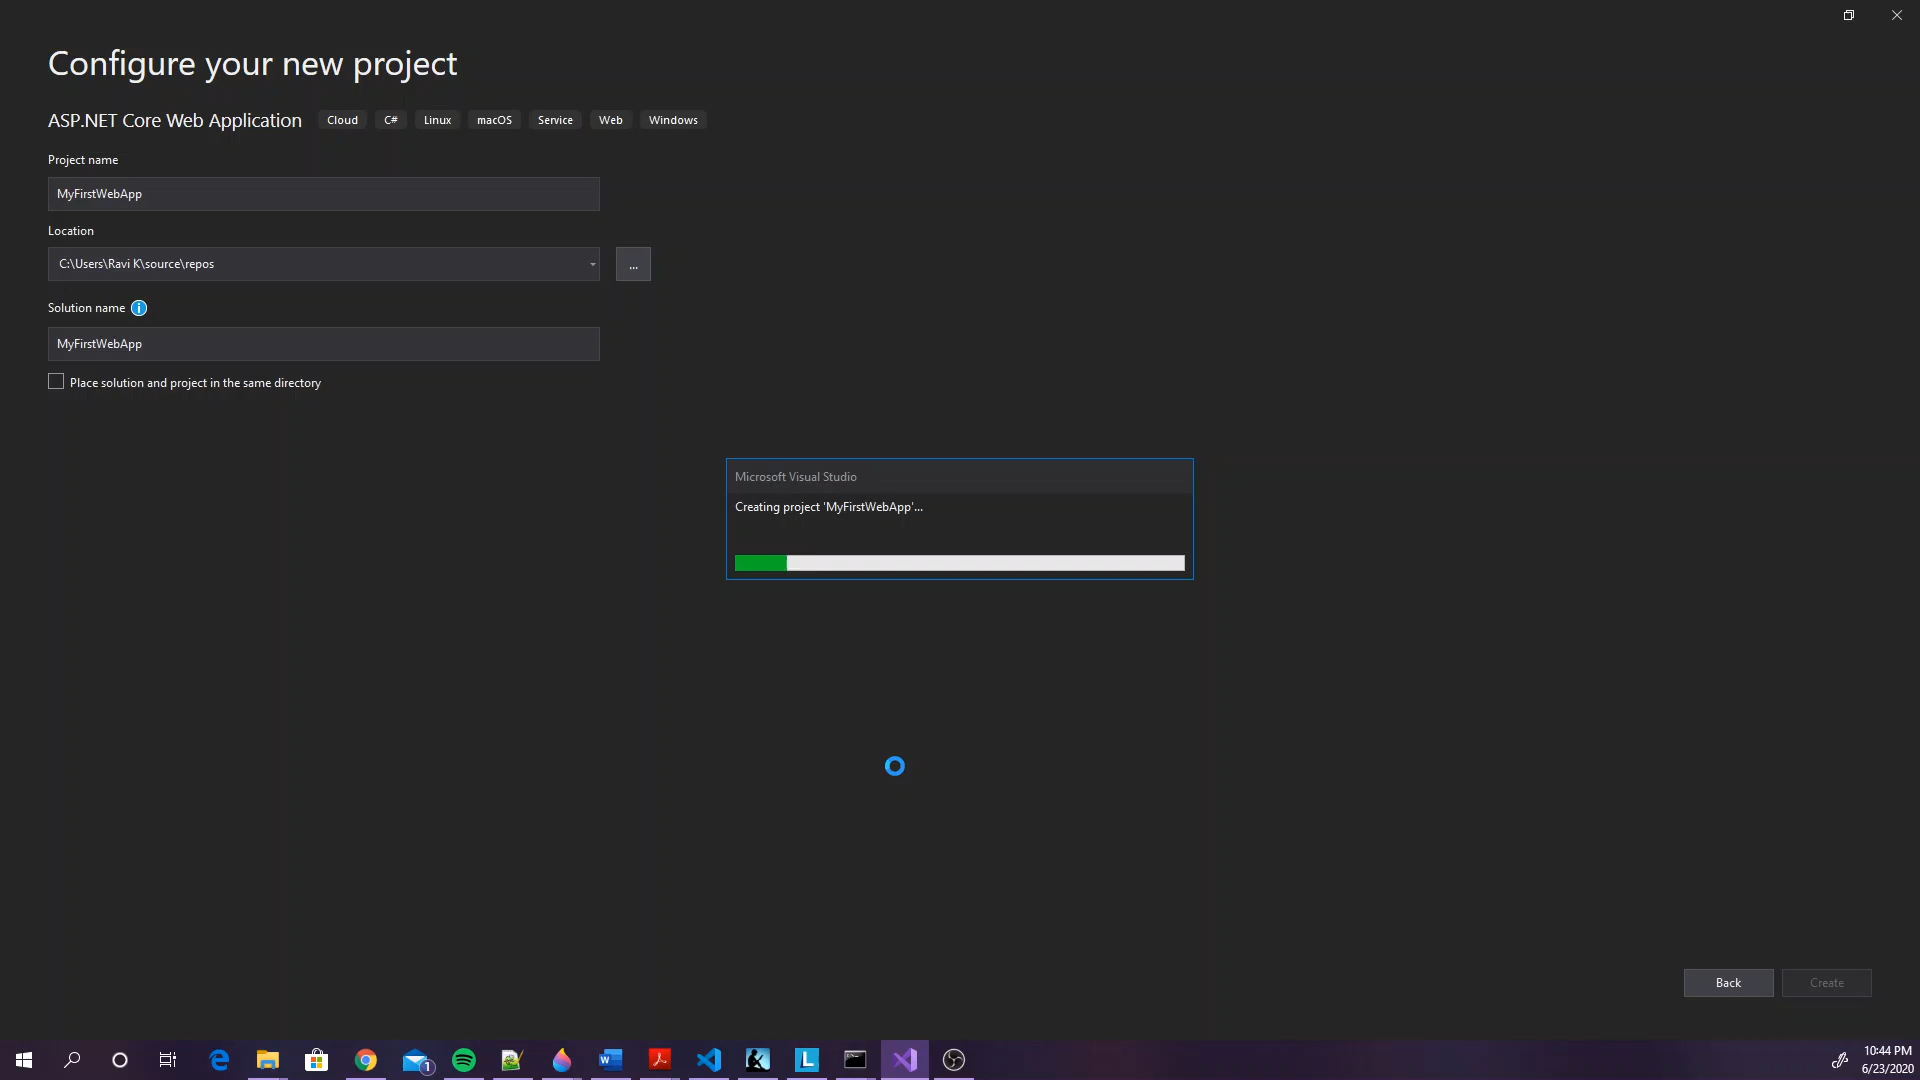 Configure your new project
ASP.NET Core Web Application Cloud C# Linux macOS Service Web Windows
Project name
MyFirstWebApp
Location
C:\Users\Ravi K\source\repos
...
Solution name i
MyFirstWebApp
Place solution and project in the same directory
Microsoft Visual Studio
Creating project 'MyFirstWebApp'...
Back Create
1
W
L
10:44 PM
6/23/2020